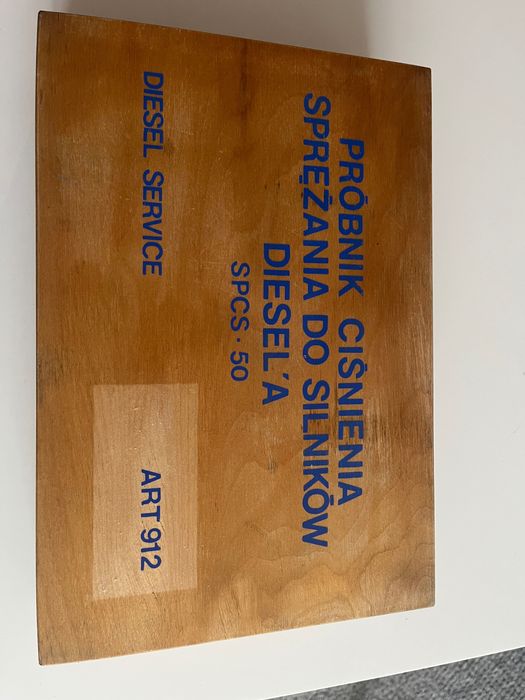 PRÓBNIK CIŚNIENIA
SPRĘŻANIA DO SILNIKÓW
DIESEL'A
SPCS · 50
DIESEL SERVICE
ART 912